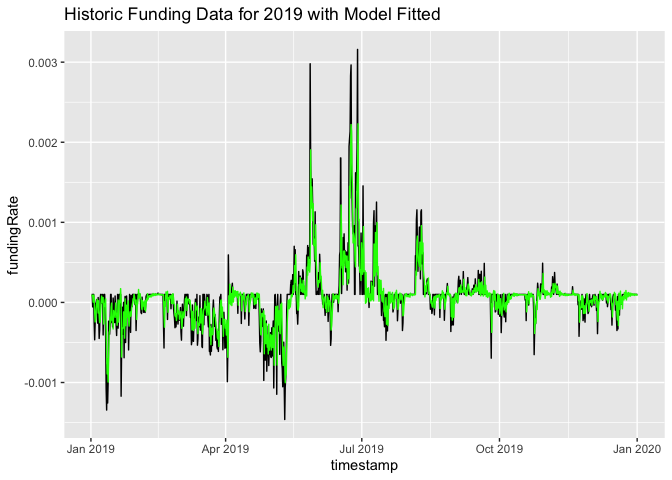 Historic Funding Data for 2019 with Model Fitted
0.003
0.002
0.001
0.000
-0.001
fundingRate
Jan 2019 Apr 2019 Jul 2019 Oct 2019 Jan 2020
timestamp